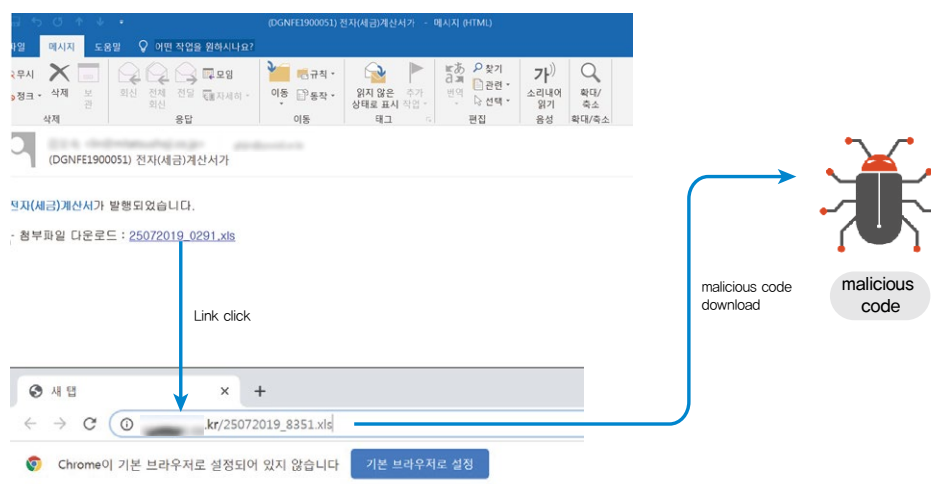 (DGNFE1900051) 전자(세금)계산서가 - 메시지 (HTML)
파일 메시지 도움말 어떤 작업을 원하시나요?
무시 삭제 보관 회신 전체 회신 전달 모임 자세히 이동 규칙 동작 읽지 않은 상태로 표시 추가 작업 번역 찾기 관련 선택 가 소리내어 읽기 확대/축소
정크
삭제 응답 이동 태그 편집 음성 확대/축소
(DGNFE1900051) 전자(세금)계산서가
전자(세금)계산서가 발행되었습니다.
- 첨부파일 다운로드 : 25072019_0291.xls
malicious code
download
malicious
code
Link click
새 탭
.kr/25072019_8351.xls
Chrome이 기본 브라우저로 설정되어 있지 않습니다 기본 브라우저로 설정